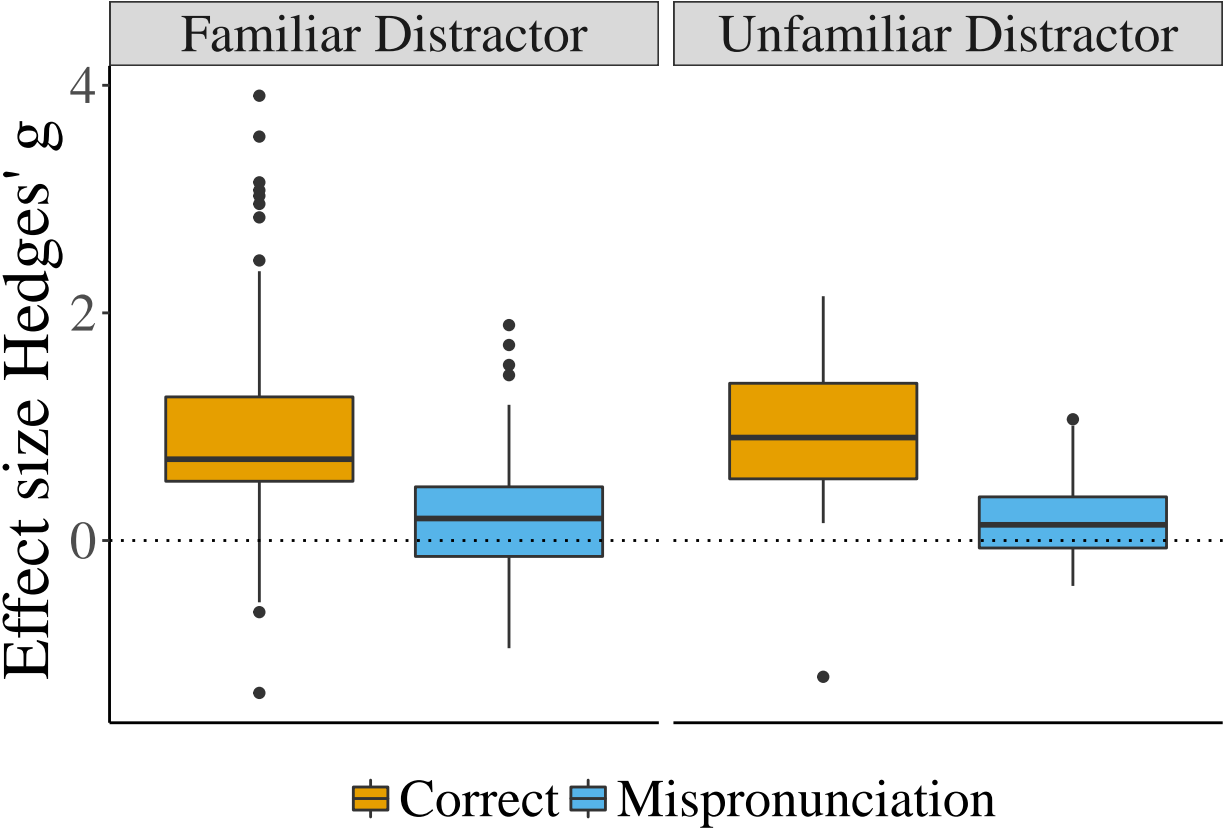 Familiar Distractor
Unfamiliar Distractor
Effect size Hedges' g
4
2
0
Correct
Mispronunciation